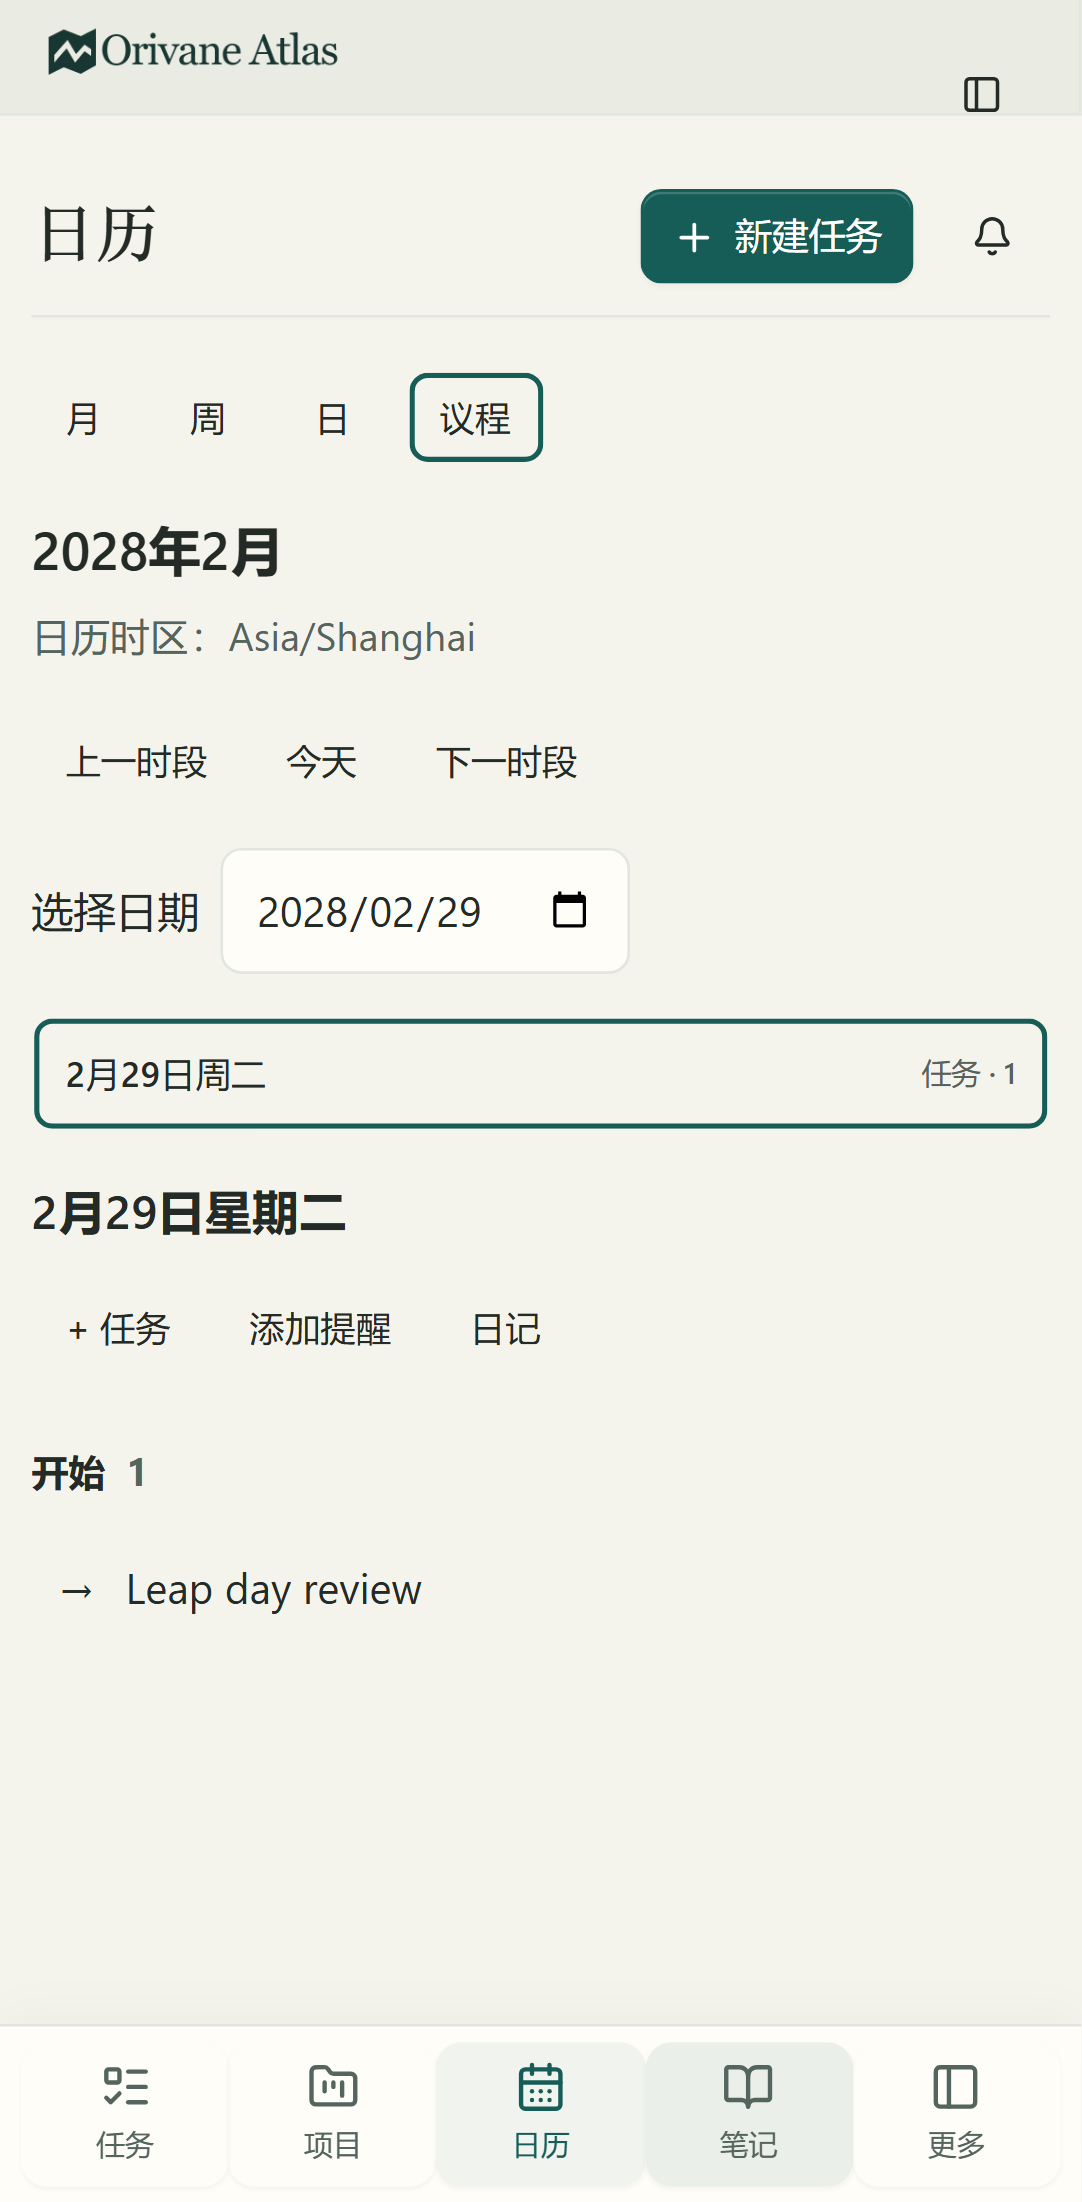 Orivane Atlas
日历
+ 新建任务
月 周 日 议程
2028年2月
日历时区：Asia/Shanghai
上一时段 今天 下一时段
选择日期 2028/02/29
2月29日周二 任务 · 1
2月29日星期二
+ 任务 添加提醒 日记
开始 1
→ Leap day review
任务 项目 日历 笔记 更多